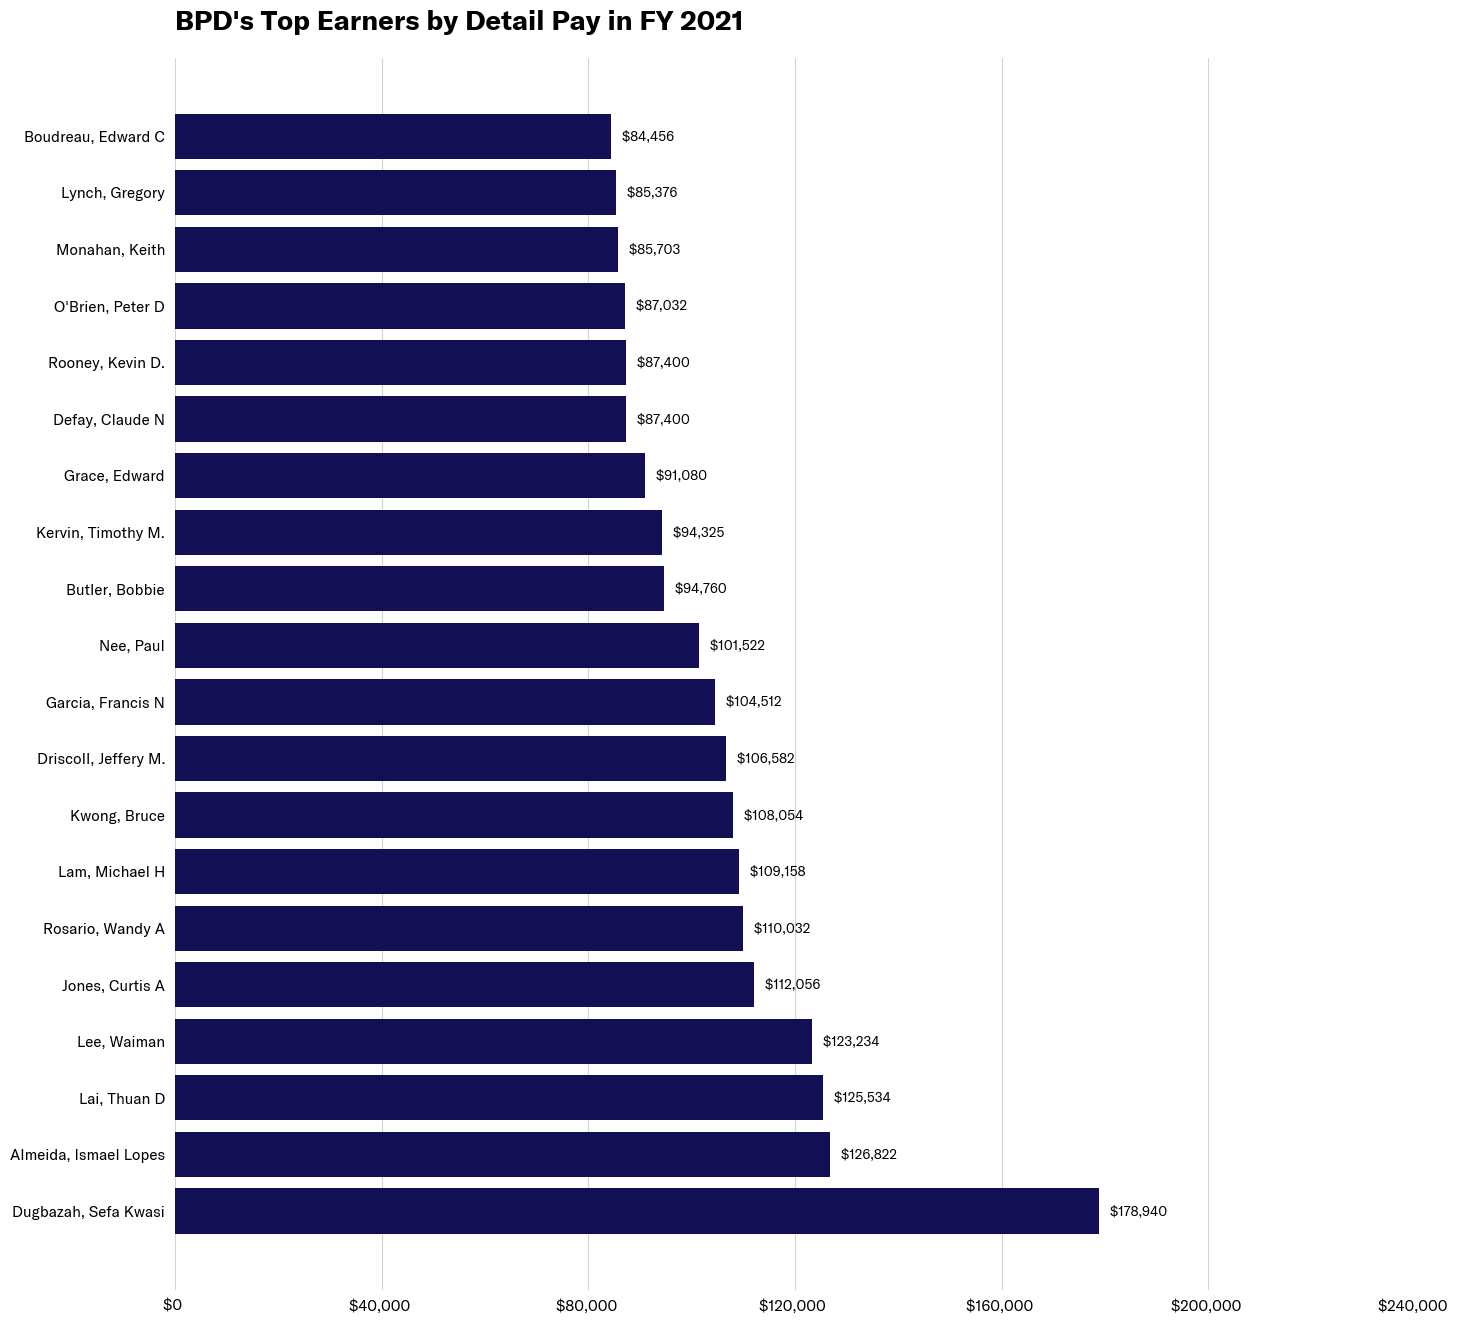 BPD's Top Earners by Detail Pay in FY 2021
Boudreau, Edward C $84,456
Lynch, Gregory $85,376
Monahan, Keith $85,703
O'Brien, Peter D $87,032
Rooney, Kevin D. $87,400
Defay, Claude N $87,400
Grace, Edward $91,080
Kervin, Timothy M. $94,325
Butler, Bobbie $94,760
Nee, Paul $101,522
Garcia, Francis N $104,512
Driscoll, Jeffery M. $106,582
Kwong, Bruce $108,054
Lam, Michael H $109,158
Rosario, Wandy A $110,032
Jones, Curtis A $112,056
Lee, Waiman $123,234
Lai, Thuan D $125,534
Almeida, Ismael Lopes $126,822
Dugbazah, Sefa Kwasi $178,940
$0 $40,000 $80,000 $120,000 $160,000 $200,000 $240,000